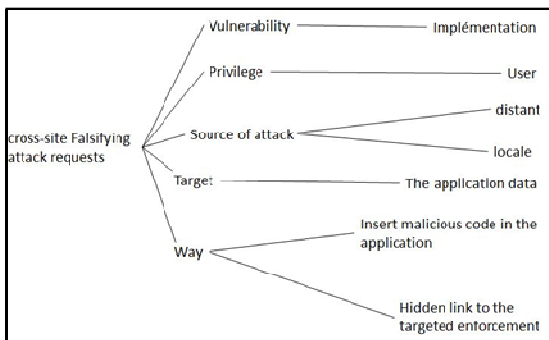 Vulnerability
Implémentation
Privilege
User
cross-site Falsifying
attack requests
Source of attack
distant
locale
Target
The application data
Way
Insert malicious code in the
application
Hidden link to the
targeted enforcement